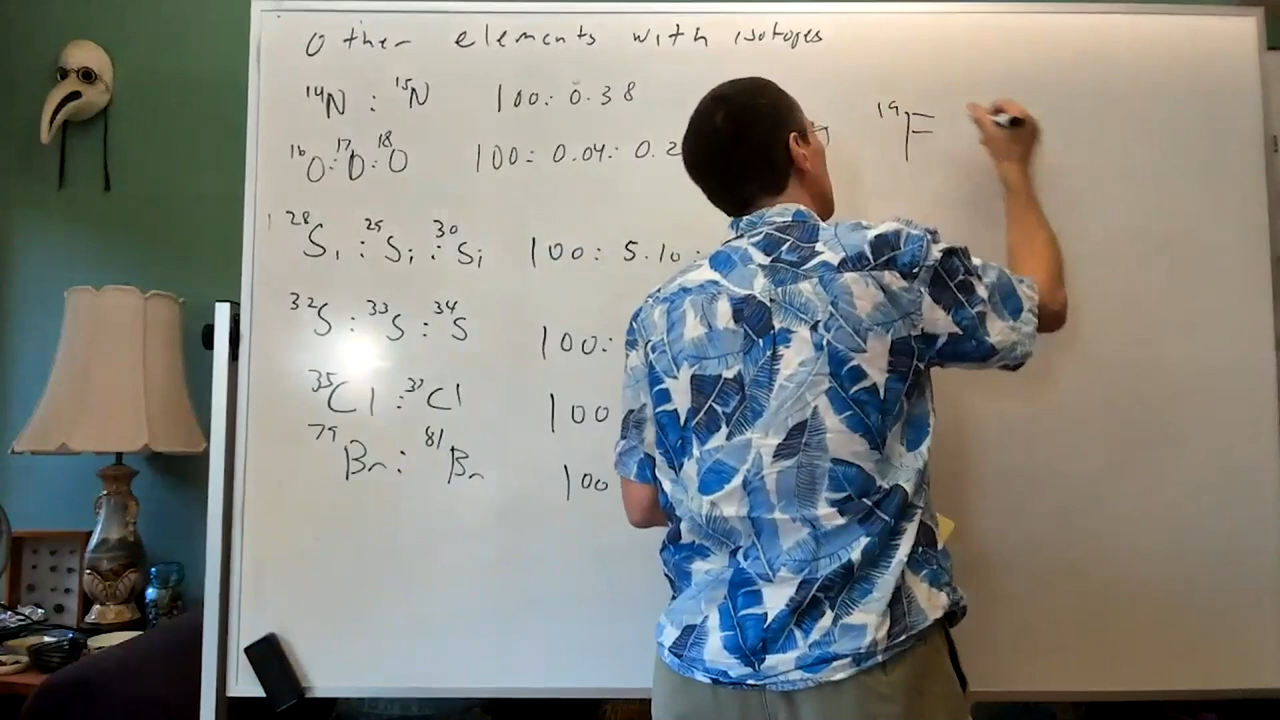 Other elements with isotopes
¹⁴N : ¹⁵N 100 : 0.38
¹⁶O : ¹⁷O : ¹⁸O 100 : 0.04 : 0.2
²⁸Si : ²⁹Si : ³⁰Si 100 : 5.10 :
³²S : ³³S : ³⁴S 100 :
³⁵Cl : ³⁷Cl 100
⁷⁹Br : ⁸¹Br 100
¹⁹F